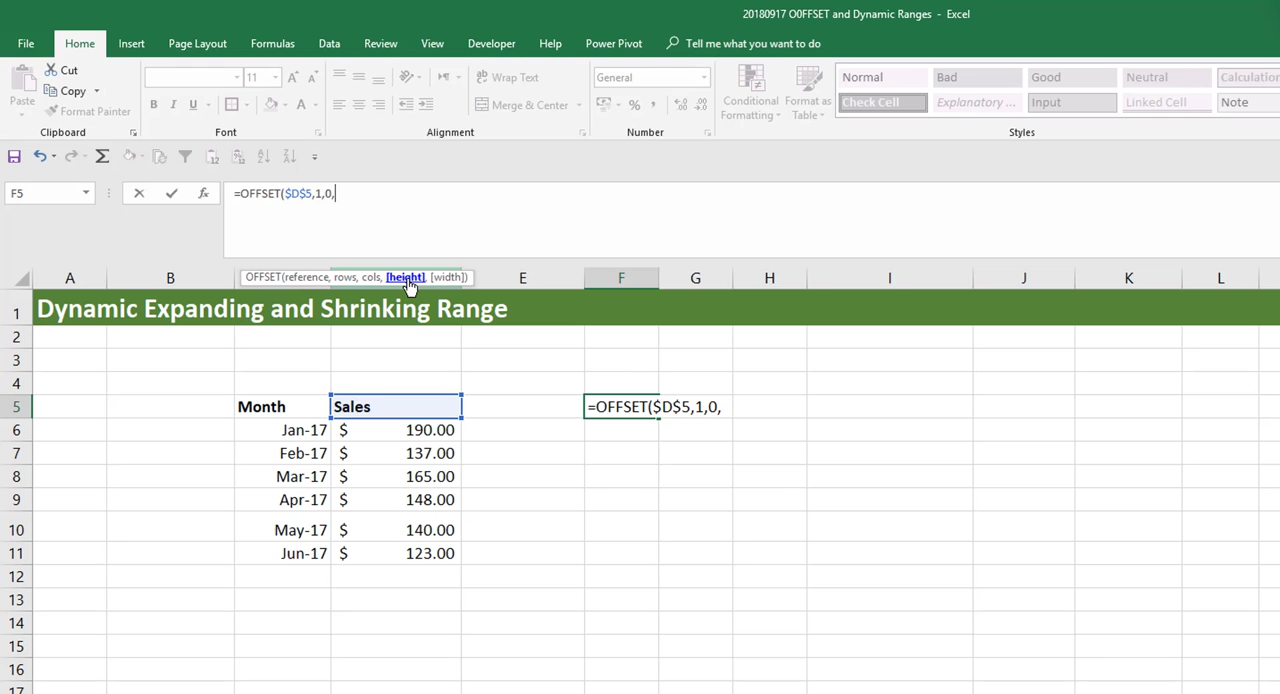 20180917 O0FFSET and Dynamic Ranges - Excel
File Home Insert Page Layout Formulas Data Review View Developer Help Power Pivot Tell me what you want to do
Paste Cut Copy Format Painter
Clipboard
11 A A
B I U A
Font
Wrap Text
Merge & Center
Alignment
General
% ,
Number
Conditional Formatting Format as Table
Normal Bad Good Neutral Calculation
Check Cell Explanatory ... Input Linked Cell Note
Styles
F5 fx =OFFSET($D$5,1,0,
OFFSET(reference, rows, cols, [height], [width])
A B E F G H I J K L
1 Dynamic Expanding and Shrinking Range
2
3
4
5 Month Sales =OFFSET($D$5,1,0,
6 Jan-17 $ 190.00
7 Feb-17 $ 137.00
8 Mar-17 $ 165.00
9 Apr-17 $ 148.00
10 May-17 $ 140.00
11 Jun-17 $ 123.00
12
13
14
15
16
17